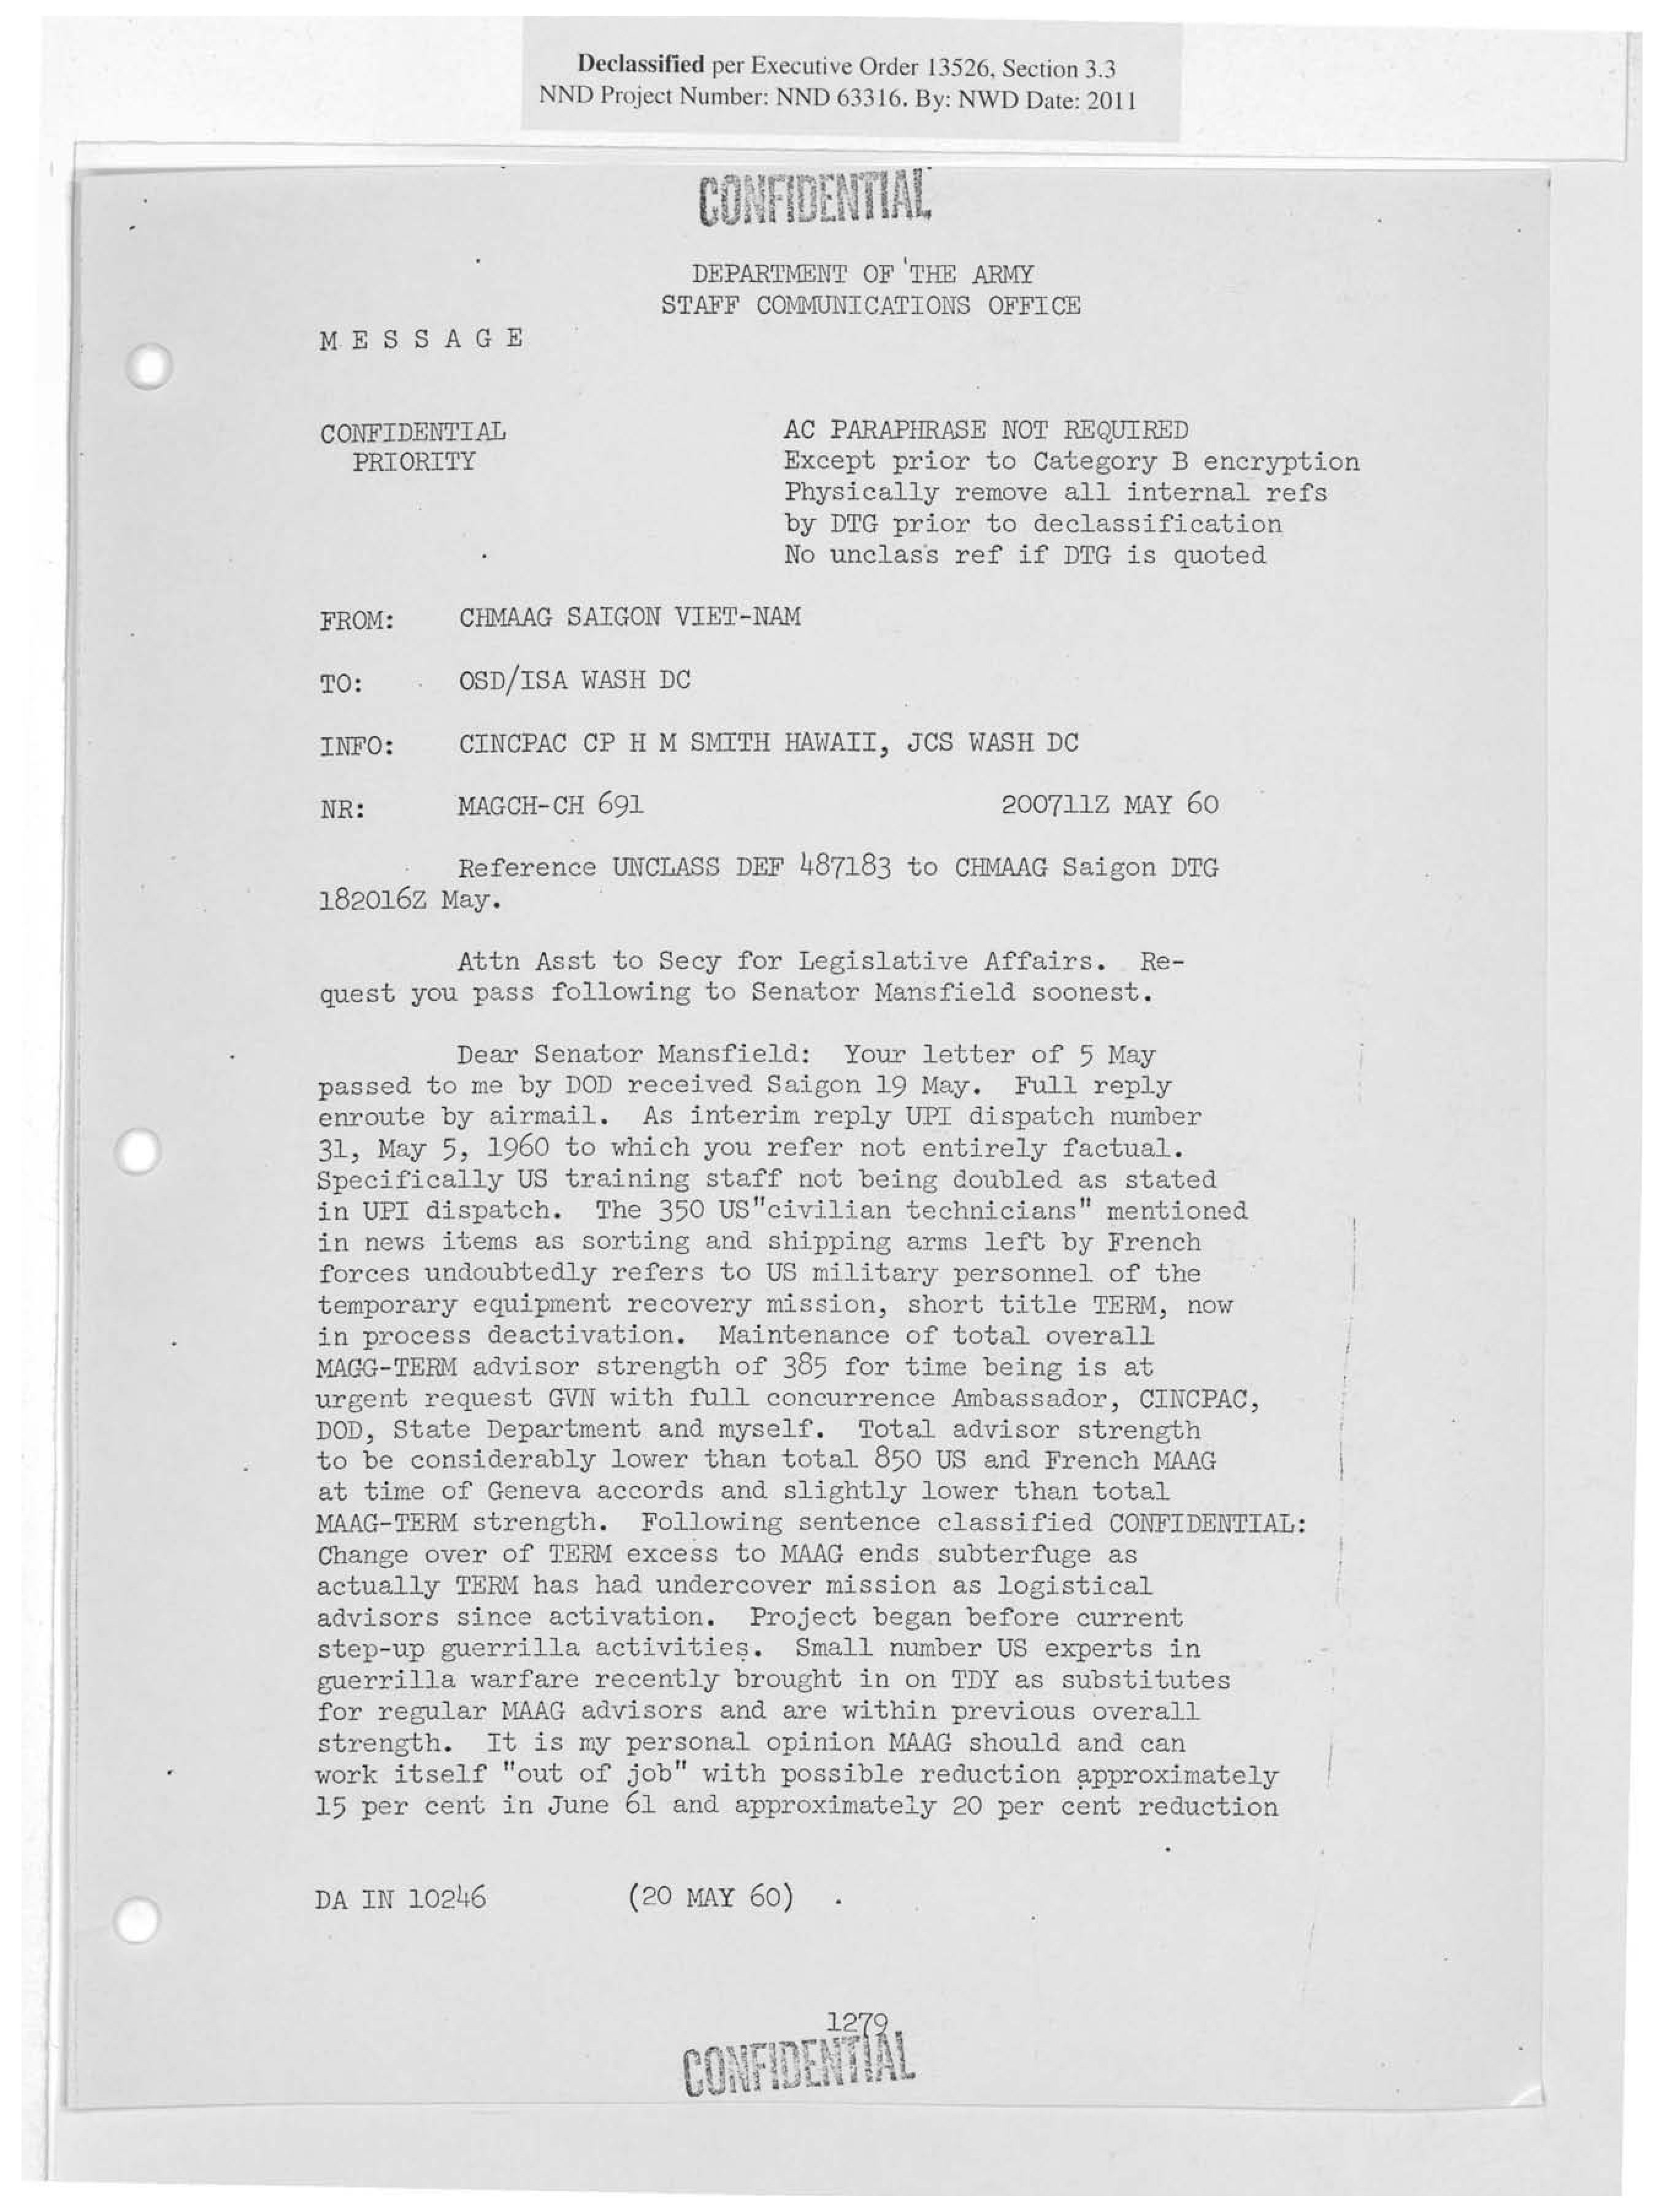 Declassified per Executive Order 13526, Section 3.3
NND Project Number: NND 63316. By: NWD Date: 2011
CONFIDENTIAL
DEPARTMENT OF THE ARMY
STAFF COMMUNICATIONS OFFICE
M E S S A G E
CONFIDENTIAL
PRIORITY
AC PARAPHRASE NOT REQUIRED
Except prior to Category B encryption
Physically remove all internal refs
by DTG prior to declassification
No unclass ref if DTG is quoted
FROM: CHMAAG SAIGON VIET-NAM
TO: OSD/ISA WASH DC
INFO: CINCPAC CP H M SMITH HAWAII, JCS WASH DC
NR: MAGCH-CH 691 200711Z MAY 60
Reference UNCLASS DEF 487183 to CHMAAG Saigon DTG
182016Z May.
Attn Asst to Secy for Legislative Affairs. Re-
quest you pass following to Senator Mansfield soonest.
Dear Senator Mansfield: Your letter of 5 May
passed to me by DOD received Saigon 19 May. Full reply
enroute by airmail. As interim reply UPI dispatch number
31, May 5, 1960 to which you refer not entirely factual.
Specifically US training staff not being doubled as stated
in UPI dispatch. The 350 US"civilian technicians" mentioned
in news items as sorting and shipping arms left by French
forces undoubtedly refers to US military personnel of the
temporary equipment recovery mission, short title TERM, now
in process deactivation. Maintenance of total overall
MAGG-TERM advisor strength of 385 for time being is at
urgent request GVN with full concurrence Ambassador, CINCPAC,
DOD, State Department and myself. Total advisor strength
to be considerably lower than total 850 US and French MAAG
at time of Geneva accords and slightly lower than total
MAAG-TERM strength. Following sentence classified CONFIDENTIAL:
Change over of TERM excess to MAAG ends subterfuge as
actually TERM has had undercover mission as logistical
advisors since activation. Project began before current
step-up guerrilla activities. Small number US experts in
guerrilla warfare recently brought in on TDY as substitutes
for regular MAAG advisors and are within previous overall
strength. It is my personal opinion MAAG should and can
work itself "out of job" with possible reduction approximately
15 per cent in June 61 and approximately 20 per cent reduction
DA IN 10246 (20 MAY 60)
1279
CONFIDENTIAL